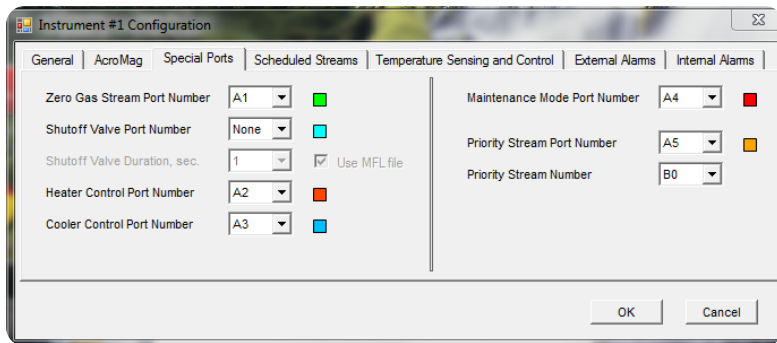 Instrument #1 Configuration
General
AcroMag
Special Ports
Scheduled Streams
Temperature Sensing and Control
External Alarms
Internal Alarms
Zero Gas Stream Port Number A1
Shutoff Valve Port Number None
Shutoff Valve Duration, sec. 1 Use MFL file
Heater Control Port Number A2
Cooler Control Port Number A3
Maintenance Mode Port Number A4
Priority Stream Port Number A5
Priority Stream Number B0
OK
Cancel